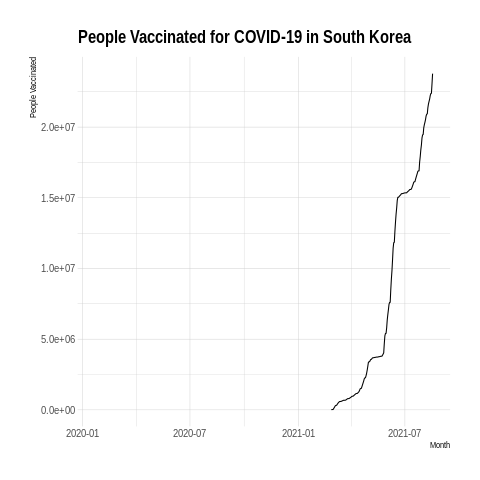 People Vaccinated for COVID-19 in South Korea
People Vaccinated
2.0e+07
1.5e+07
1.0e+07
5.0e+06
0.0e+00
2020-01 2020-07 2021-01 2021-07
Month